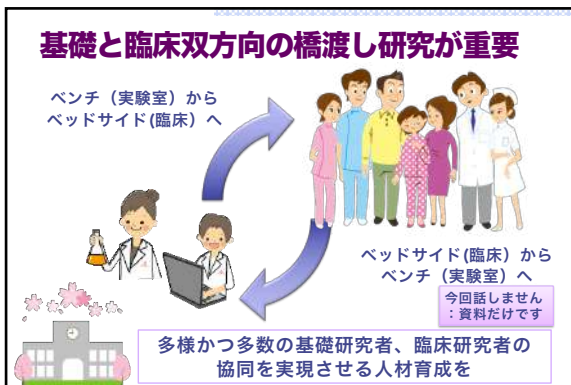 基礎と臨床双方向の橋渡し研究が重要
ベンチ（実験室）から
ベッドサイド(臨床）へ
ベッドサイド(臨床）から
ベンチ（実験室）へ
今回話しません
：資料だけです
多様かつ多数の基礎研究者、臨床研究者の
協同を実現させる人材育成を